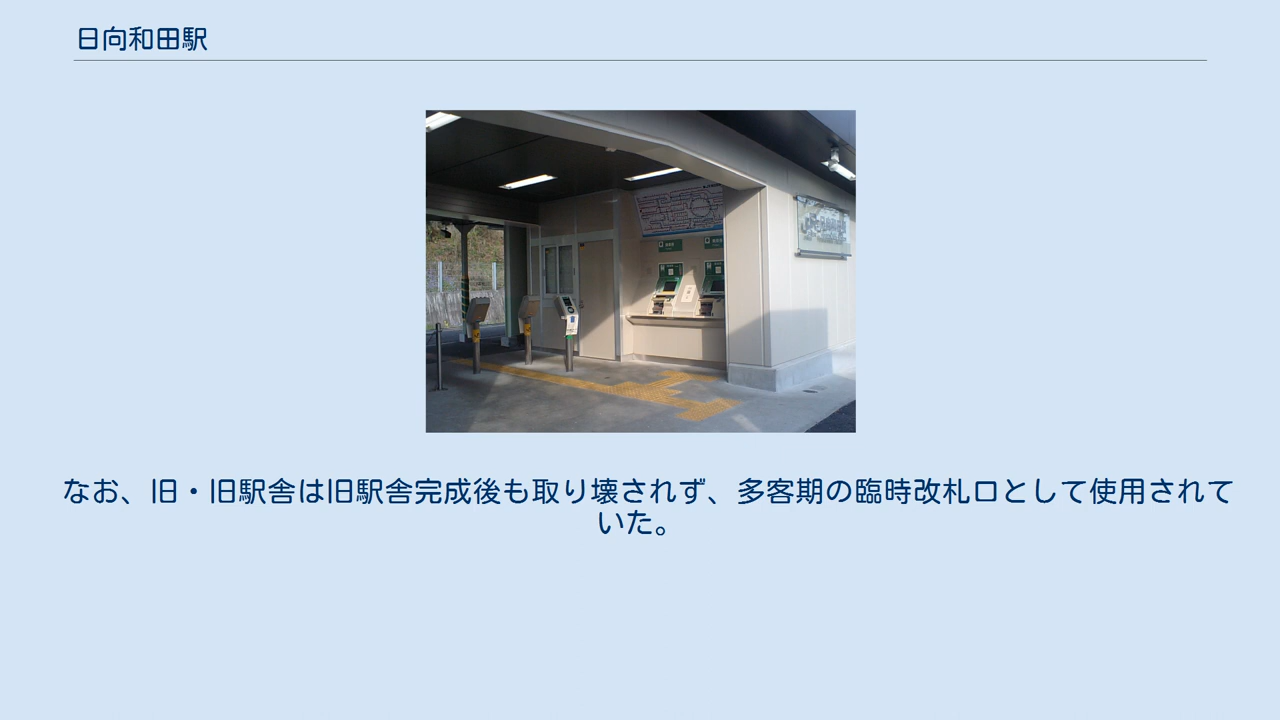 日向和田駅
なお、旧・旧駅舎は旧駅舎完成後も取り壊されず、多客期の臨時改札口として使用されて
いた。